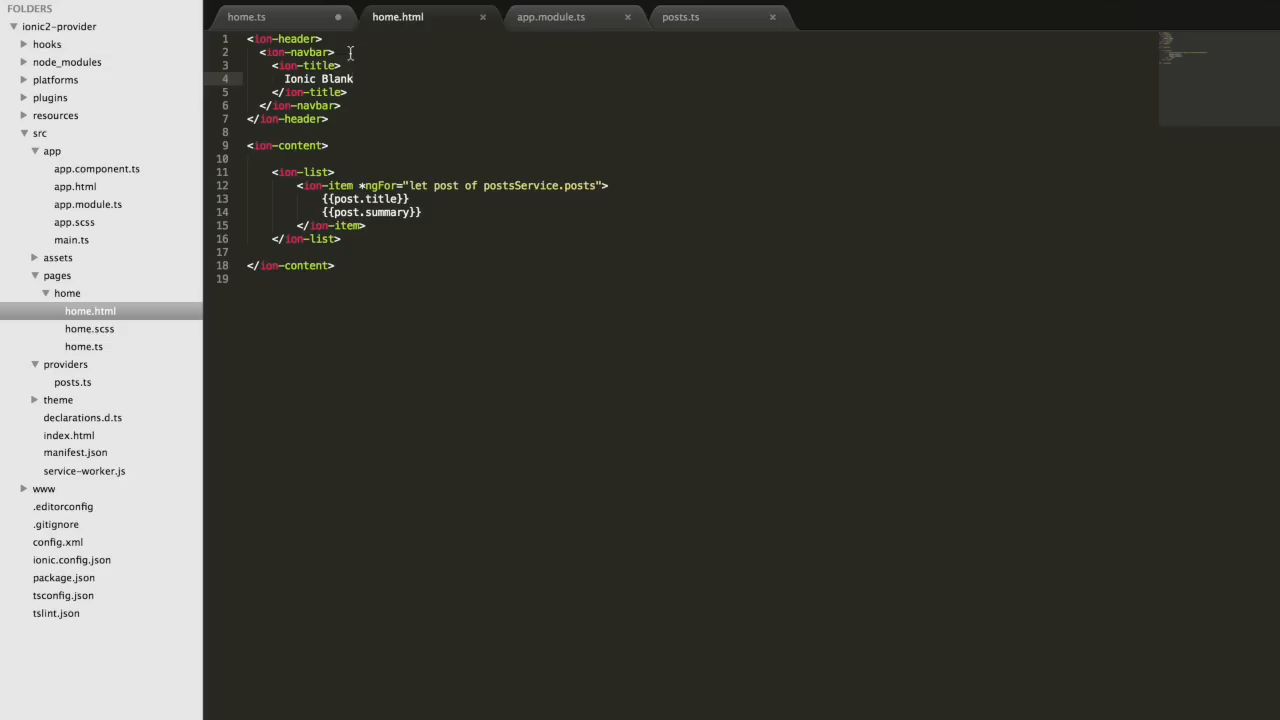 FOLDERS
ionic2-provider
hooks
node_modules
platforms
plugins
resources
src
app
app.component.ts
app.html
app.module.ts
app.scss
main.ts
assets
pages
home
home.html
home.scss
home.ts
providers
posts.ts
theme
declarations.d.ts
index.html
manifest.json
service-worker.js
www
.editorconfig
.gitignore
config.xml
ionic.config.json
package.json
tsconfig.json
tslint.json
home.ts home.html app.module.ts posts.ts
1 <ion-header>
2 <ion-navbar>
3 <ion-title>
4 Ionic Blank
5 </ion-title>
6 </ion-navbar>
7 </ion-header>
8
9 <ion-content>
10
11 <ion-list>
12 <ion-item *ngFor="let post of postsService.posts">
13 {{post.title}}
14 {{post.summary}}
15 </ion-item>
16 </ion-list>
17
18 </ion-content>
19